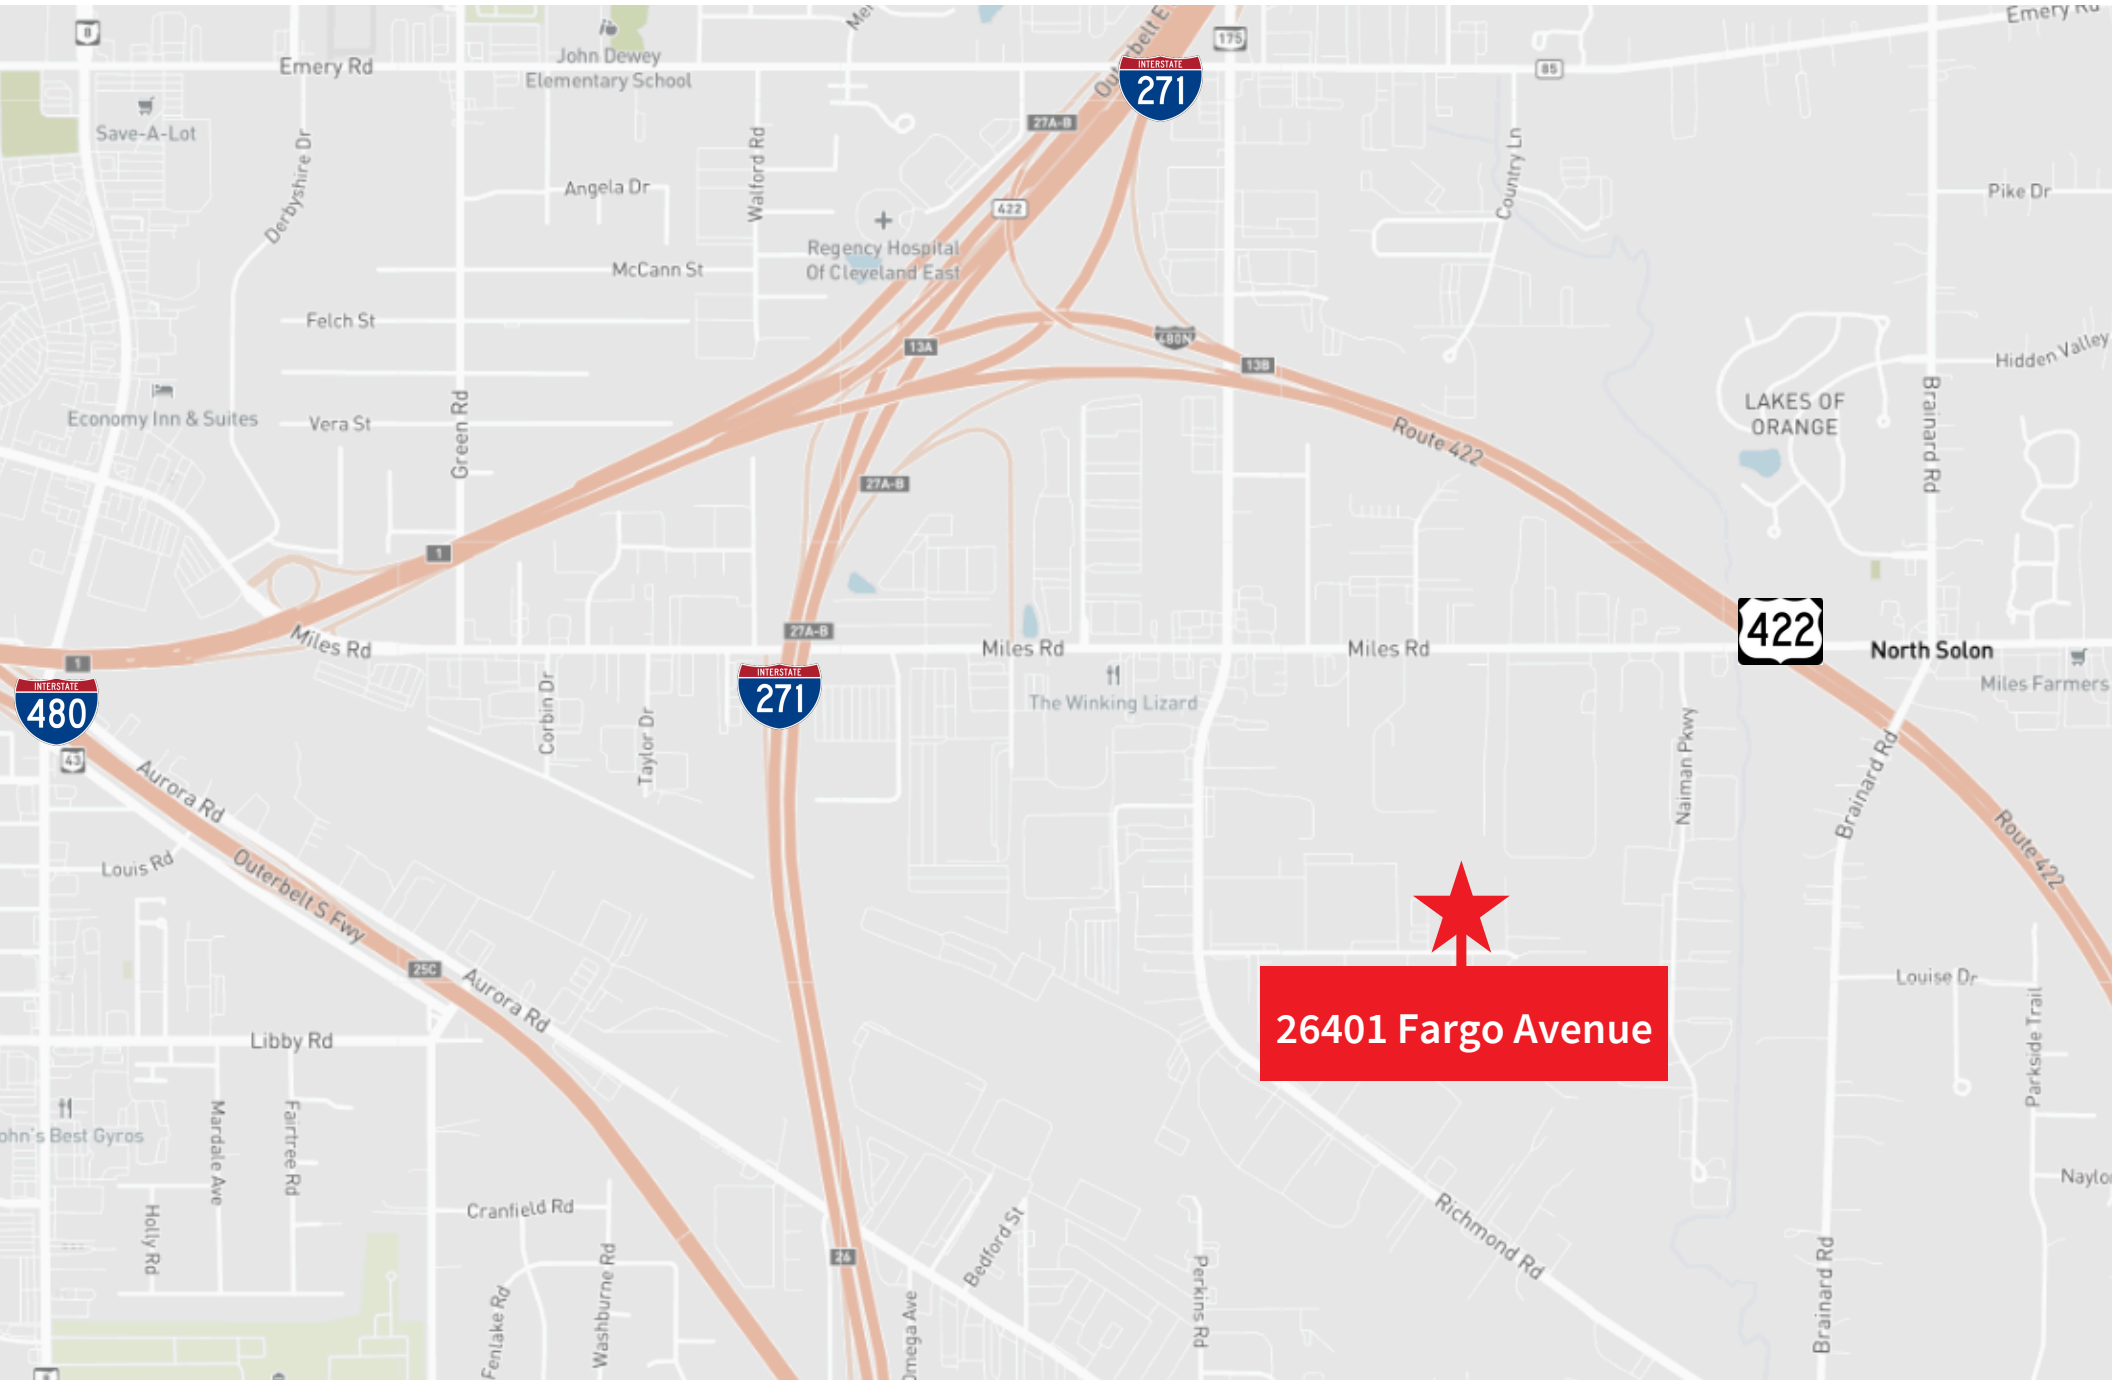 8
Emery Rd
John Dewey
Elementary School
175
INTERSTATE
271
85
Emery Rd
Save-A-Lot
Derbyshire Dr
Walford Rd
27A-B
Country Ln
Angela Dr
422
Pike Dr
Regency Hospital
Of Cleveland East
McCann St
Felch St
13A
480N
13B
Hidden Valley
Economy Inn & Suites
Vera St
Green Rd
Route 422
LAKES OF
ORANGE
Brainard Rd
27A-B
1
27A-B
Miles Rd
Miles Rd
Miles Rd
422
North Solon
1
INTERSTATE
480
INTERSTATE
271
The Winking Lizard
Miles Farmers
43
Corbin Dr
Taylor Dr
Naiman Pkwy
Brainard Rd
Aurora Rd
Louis Rd
Outerbelt S Fwy
Route 422
25C
Aurora Rd
Louise Dr
26401 Fargo Avenue
Libby Rd
Parkside Trail
ohn's Best Gyros
Mardale Ave
Fairtree Rd
Naylo
Cranfield Rd
Holly Rd
Washburne Rd
Fenlake Rd
26
Bedford St
Omega Ave
Perkins Rd
Richmond Rd
Brainard Rd